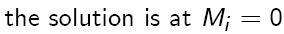 the solution is at $M_i = 0$